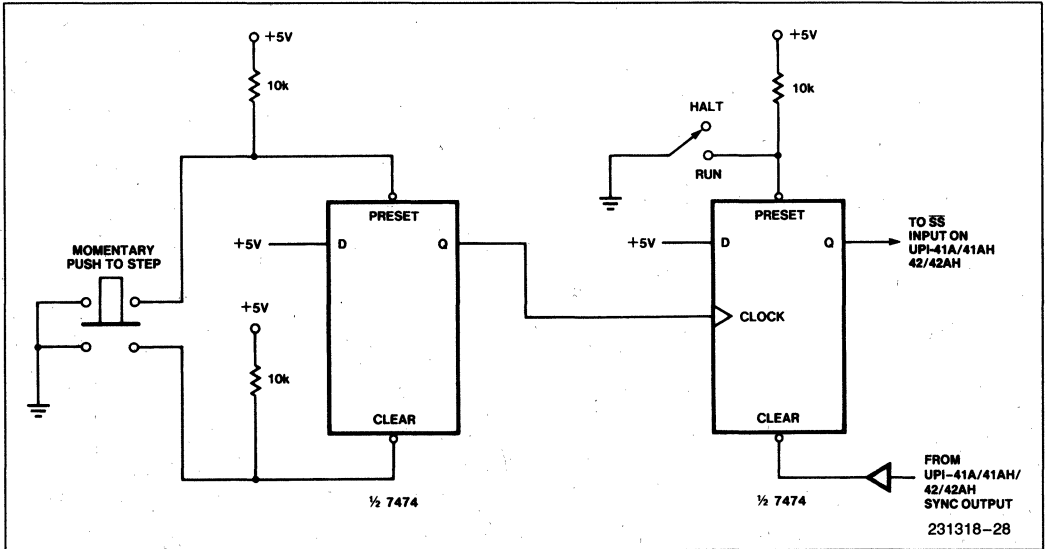 +5V
10k
+5V
10k
HALT
RUN
PRESET
+5V
D
Q
MOMENTARY
PUSH TO STEP
+5V
10k
CLEAR
½ 7474
PRESET
+5V
D
Q
CLOCK
CLEAR
½ 7474
TO S̅S̅
INPUT ON
UPI-41A/41AH
42/42AH
FROM
UPI-41A/41AH/
42/42AH
SYNC OUTPUT
231318-28